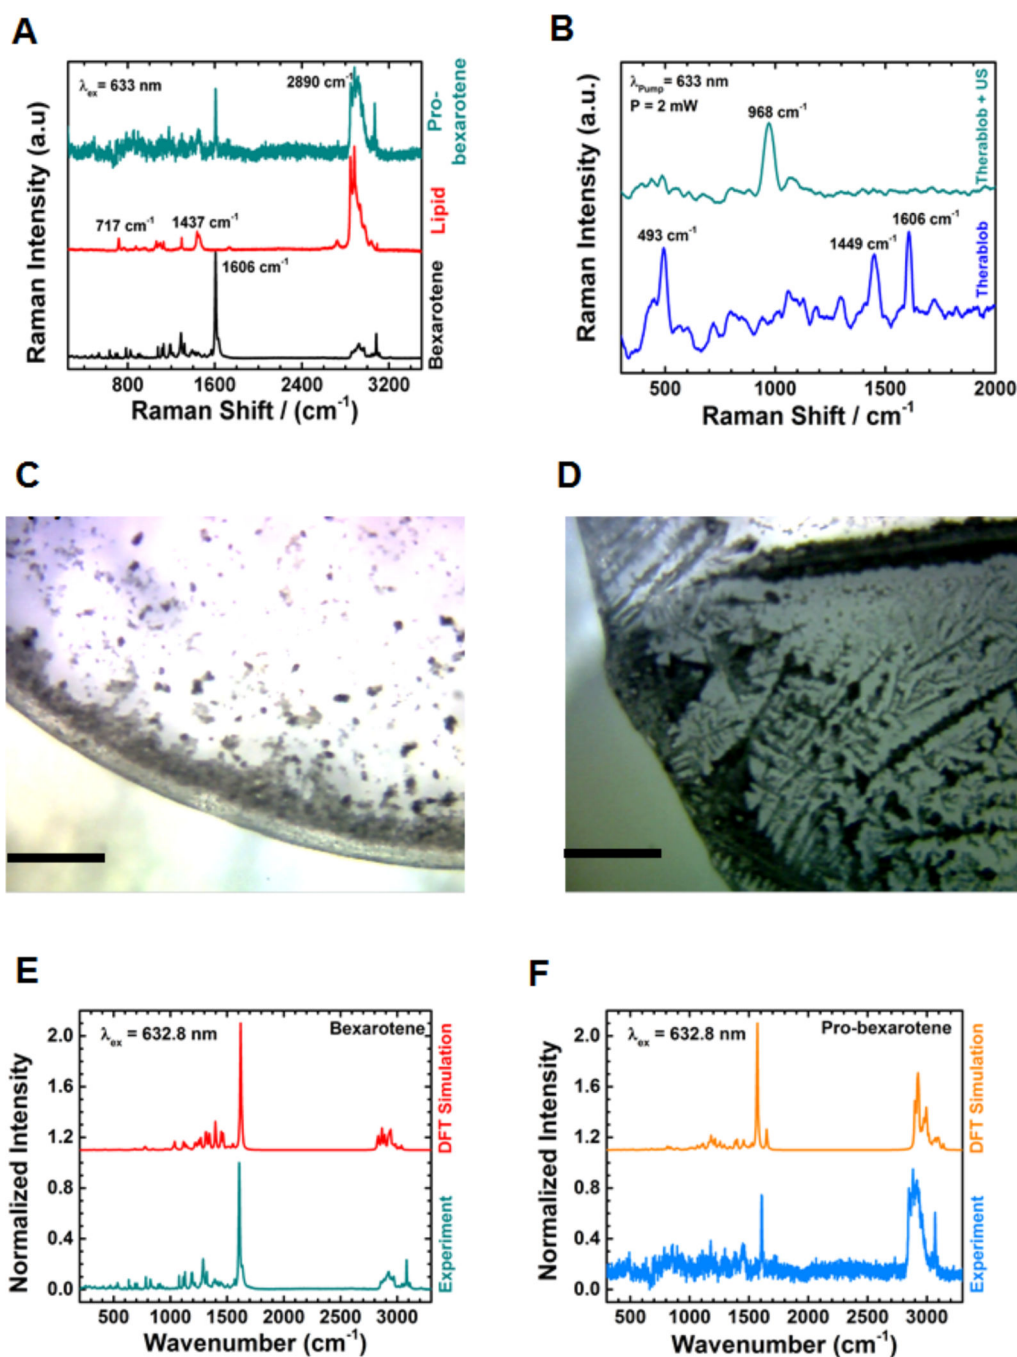 A
λex = 633 nm
2890 cm-1
717 cm-1
1437 cm-1
1606 cm-1
Raman Intensity (a.u)
Pro-
bexarotene
Lipid
Bexarotene
800 1600 2400 3200
Raman Shift / (cm-1)
B
λPump = 633 nm
P = 2 mW
968 cm-1
493 cm-1
1449 cm-1
1606 cm-1
Raman Intensity (a.u.)
Therablob + US
Therablob
500 1000 1500 2000
Raman Shift / cm-1
C
D
E
λex = 632.8 nm
Bexarotene
2.0
1.6
1.2
0.8
0.4
0.0
Normalized Intensity
DFT Simulation
Experiment
500 1000 1500 2000 2500 3000
Wavenumber (cm-1)
F
λex = 632.8 nm
Pro-bexarotene
2.0
1.6
1.2
0.8
0.4
0.0
Normalized Intensity
DFT Simulation
Experiment
500 1000 1500 2000 2500 3000
Wavenumber (cm-1)